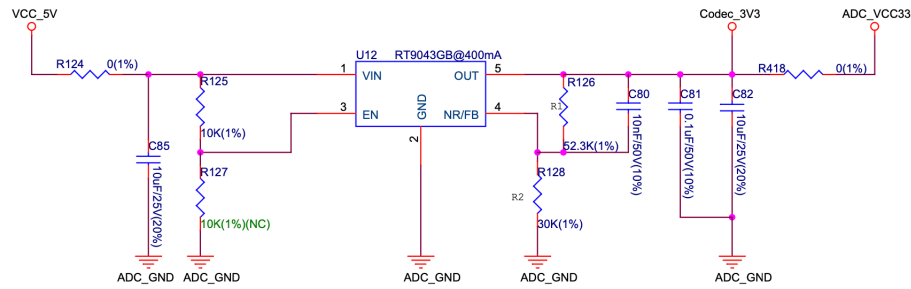 VCC_5V
Codec_3V3
ADC_VCC33
R124
0(1%)
U12
RT9043GB@400mA
R418
0(1%)
1
VIN
OUT
5
R125
R126
C80
C81
C82
3
EN
GND
NR/FB
4
R1
10nF/50V(10%)
0.1uF/50V(10%)
10uF/25V(20%)
10K(1%)
2
52.3K(1%)
C85
10uF/25V(20%)
R127
R128
R2
10K(1%)(NC)
30K(1%)
ADC_GND
ADC_GND
ADC_GND
ADC_GND
ADC_GND